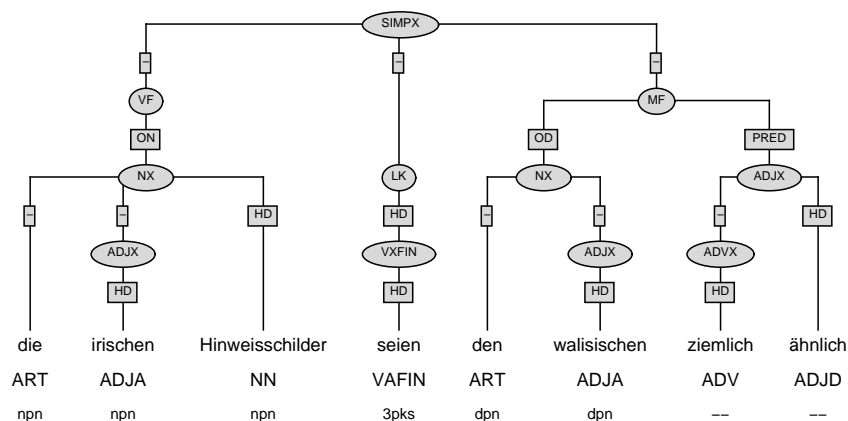 SIMPX
– – –
VF MF
ON OD PRED
NX LK NX ADJX
– – HD HD – – – HD
ADJX VXFIN ADJX ADVX
HD HD HD HD
die irischen Hinweisschilder seien den walisischen ziemlich ähnlich
ART ADJA NN VAFIN ART ADJA ADV ADJD
npn npn npn 3pks dpn dpn –– ––